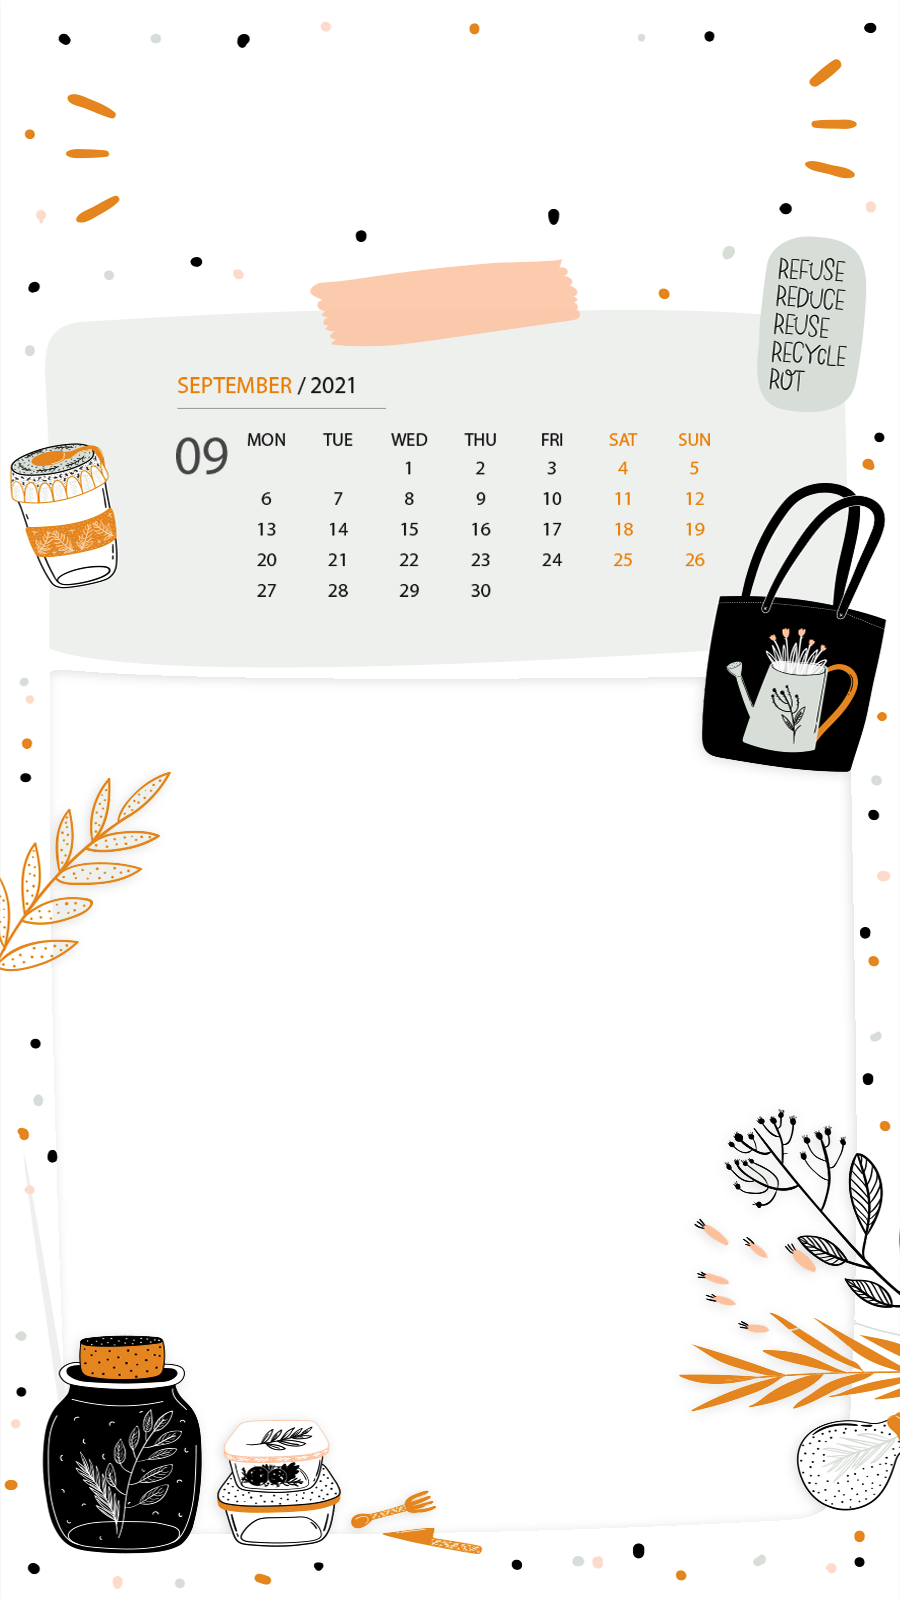 REFUSE
REDUCE
REUSE
RECYCLE
ROT
SEPTEMBER / 2021
09 MON TUE WED THU FRI SAT SUN
1 2 3 4 5
6 7 8 9 10 11 12
13 14 15 16 17 18 19
20 21 22 23 24 25 26
27 28 29 30